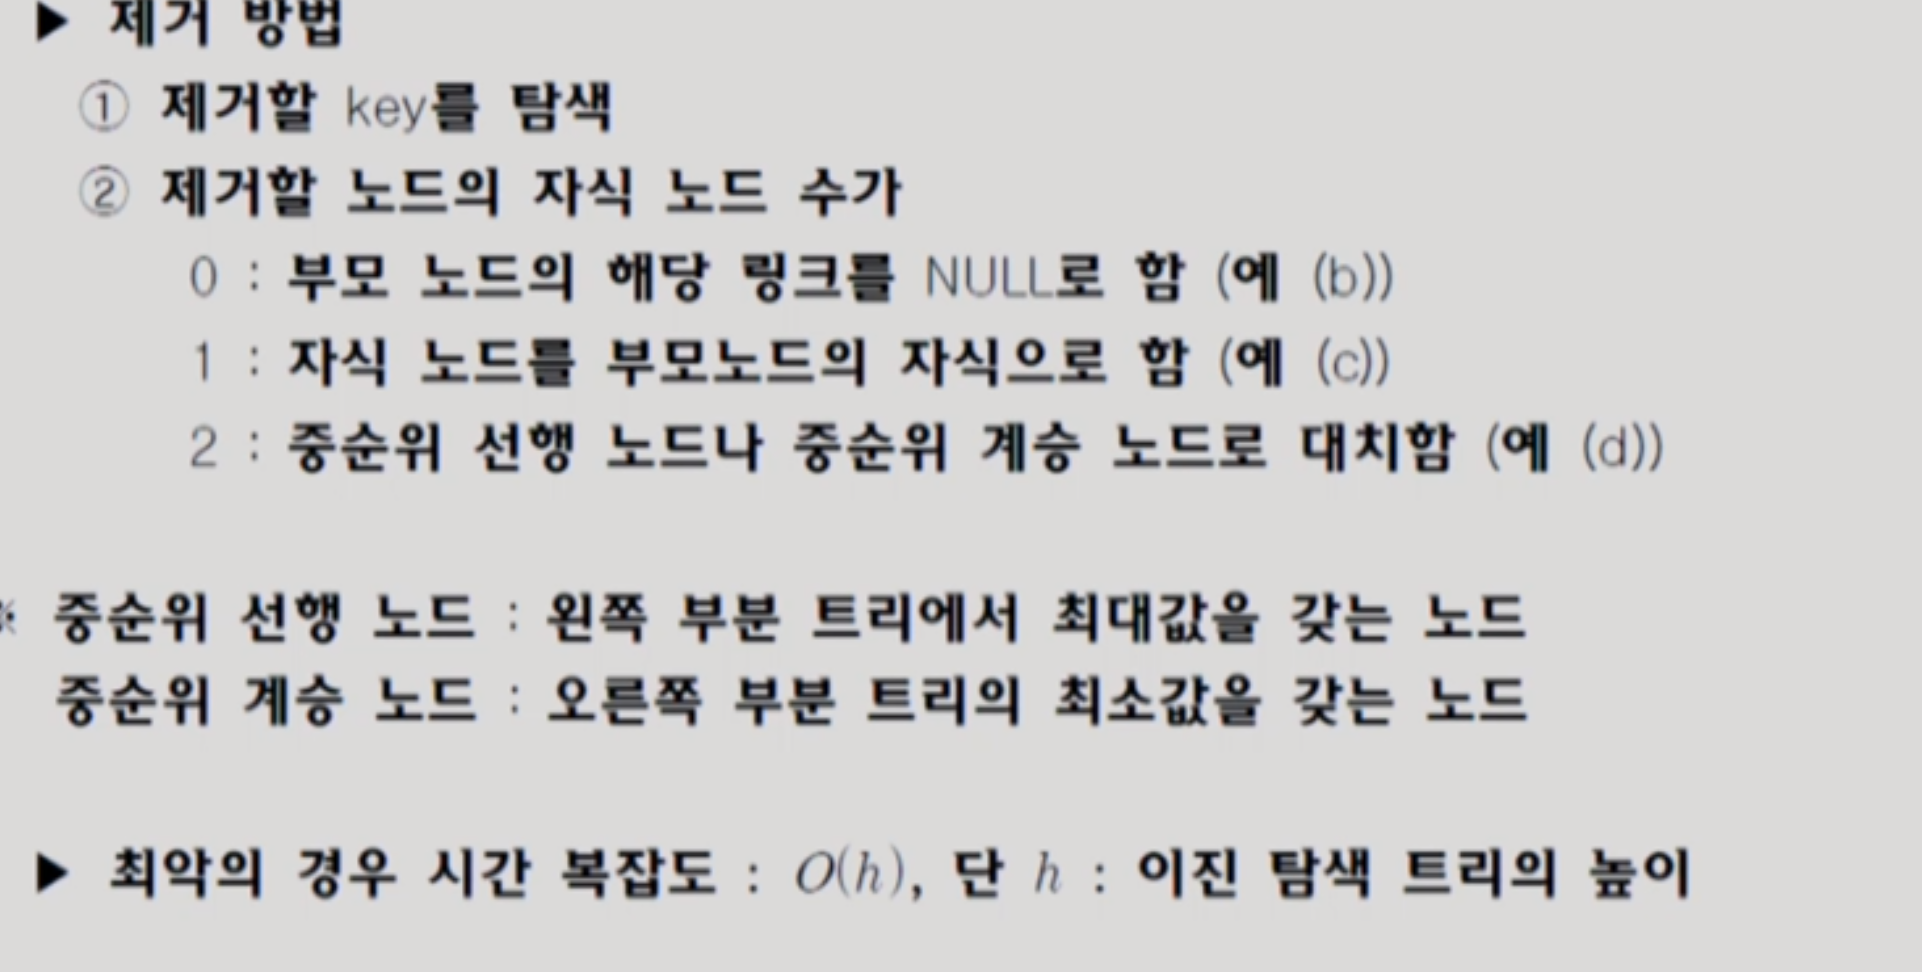 ▶ 제거 방법
① 제거할 key를 탐색
② 제거할 노드의 자식 노드 수가
0 : 부모 노드의 해당 링크를 NULL로 함 (예 (b))
1 : 자식 노드를 부모노드의 자식으로 함 (예 (c))
2 : 중순위 선행 노드나 중순위 계승 노드로 대치함 (예 (d))
※ 중순위 선행 노드 : 왼쪽 부분 트리에서 최대값을 갖는 노드
중순위 계승 노드 : 오른쪽 부분 트리의 최소값을 갖는 노드
▶ 최악의 경우 시간 복잡도 : O(h), 단 h : 이진 탐색 트리의 높이